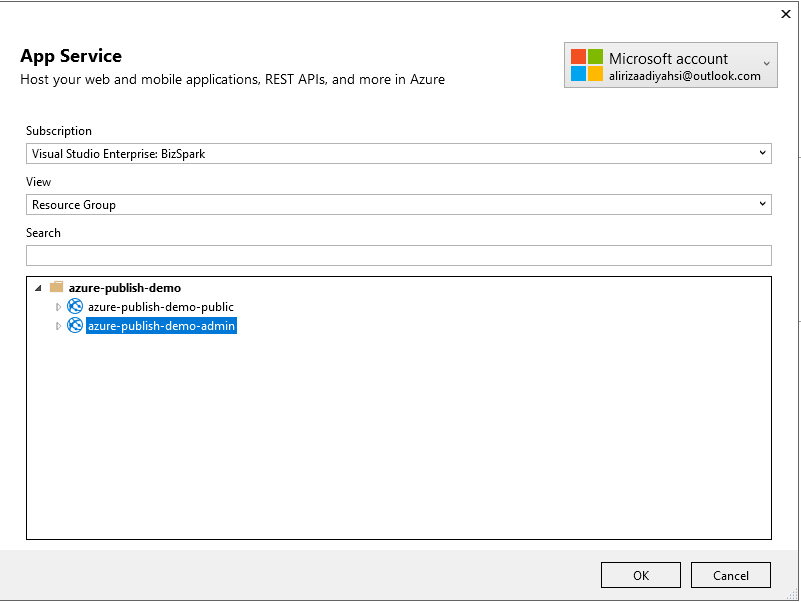 App Service
Host your web and mobile applications, REST APIs, and more in Azure
Microsoft account
alirizaadiyahsi@outlook.com
Subscription
Visual Studio Enterprise: BizSpark
View
Resource Group
Search
azure-publish-demo
azure-publish-demo-public
azure-publish-demo-admin
OK
Cancel